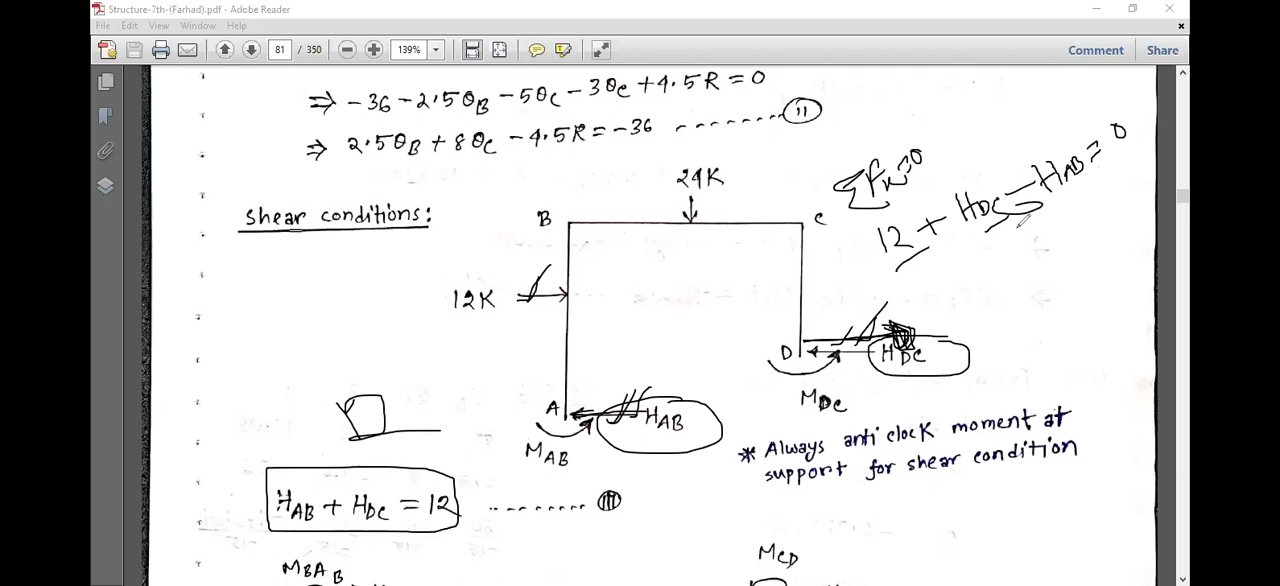 Structure-7th-(Farhad).pdf - Adobe Reader
File Edit View Window Help
81 / 350 139% Comment Share
⇒ -36 - 2.5θB - 5θC - 3θC + 4.5R = 0
⇒ 2.5θB + 8θC - 4.5R = -36 -------- (II)
ΣFx=0
12 + HDC - HAB = 0
24K
Shear conditions:
B
C
12K
D
HDC
MDC
A
HAB
MAB
* Always anti clock moment at
support for shear condition
HAB + HDC = 12 -------- (III)
MBA
B
MCD